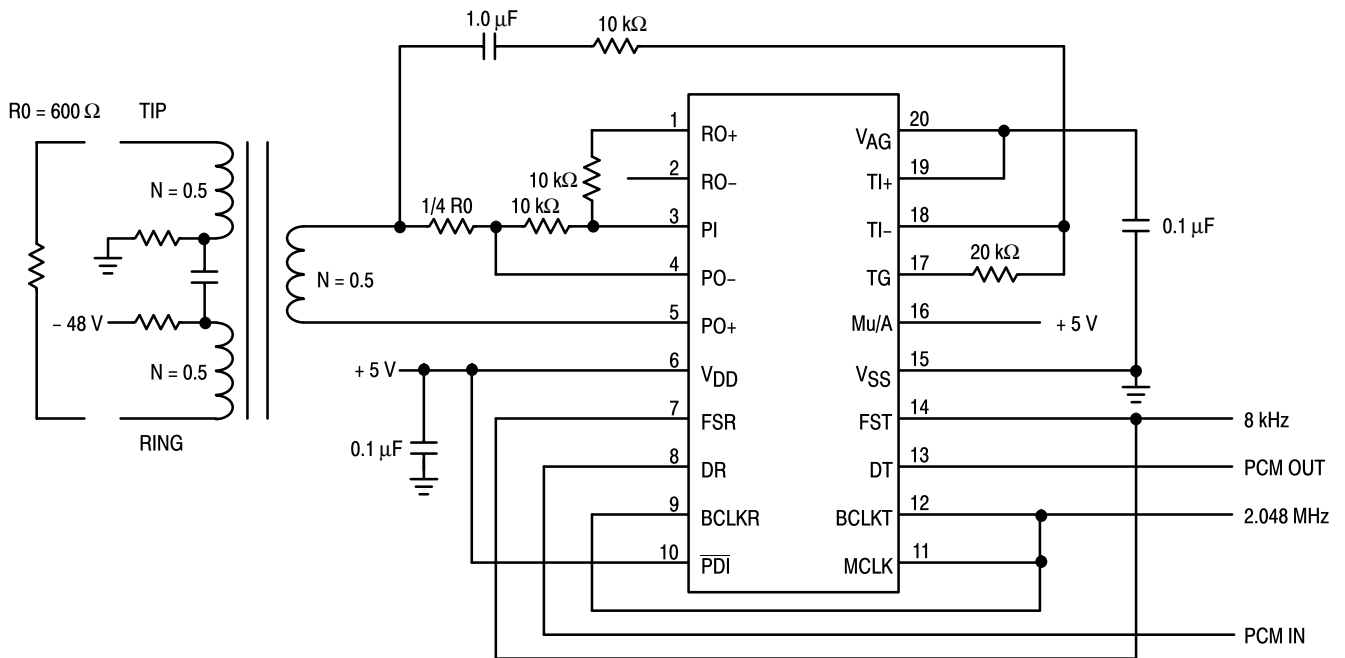 1.0 µF
10 kΩ
R0 = 600 Ω
TIP
N = 0.5
– 48 V
N = 0.5
RING
N = 0.5
1/4 R0
10 kΩ
10 kΩ
+ 5 V
0.1 µF
1 RO+
2 RO–
3 PI
4 PO–
5 PO+
6 VDD
7 FSR
8 DR
9 BCLKR
10 PDI
VAG 20
TI+ 19
TI– 18
TG 17
Mu/A 16
VSS 15
FST 14
DT 13
BCLKT 12
MCLK 11
20 kΩ
0.1 µF
+ 5 V
8 kHz
PCM OUT
2.048 MHz
PCM IN